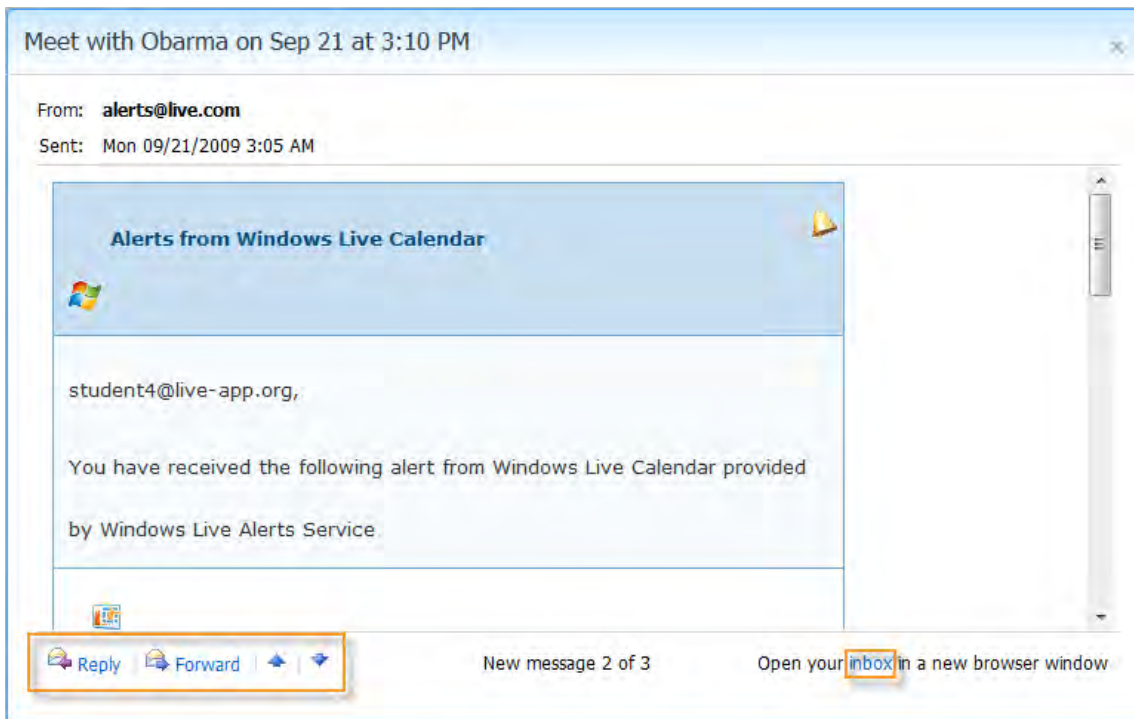 Meet with Obarma on Sep 21 at 3:10 PM
From: alerts@live.com
Sent: Mon 09/21/2009 3:05 AM
Alerts from Windows Live Calendar
student4@live-app.org,
You have received the following alert from Windows Live Calendar provided
by Windows Live Alerts Service
Reply Forward New message 2 of 3 Open your inbox in a new browser window